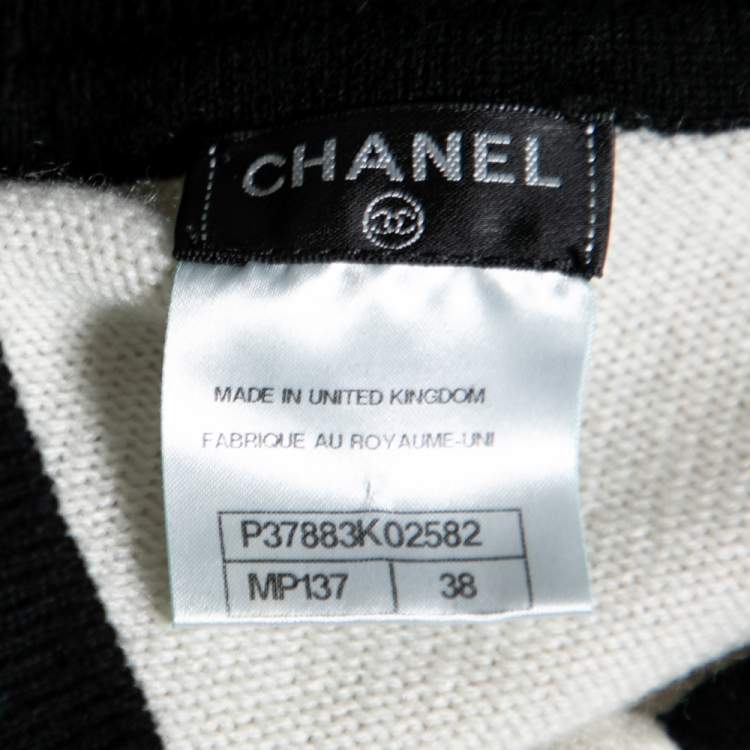 CHANEL
MADE IN UNITED KINGDOM
FABRIQUE AU ROYAUME-UNI
P37883K02582
MP137 38